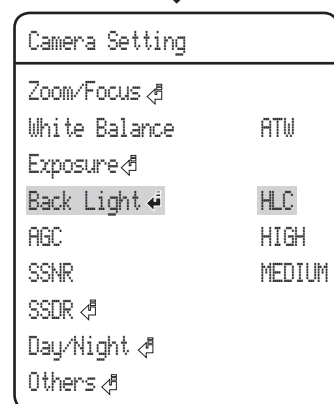 Camera Setting
Zoom/Focus ⏎
White Balance ATW
Exposure⏎
Back Light⏎ HLC
AGC HIGH
SSNR MEDIUM
SSDR ⏎
Day/Night ⏎
Others ⏎